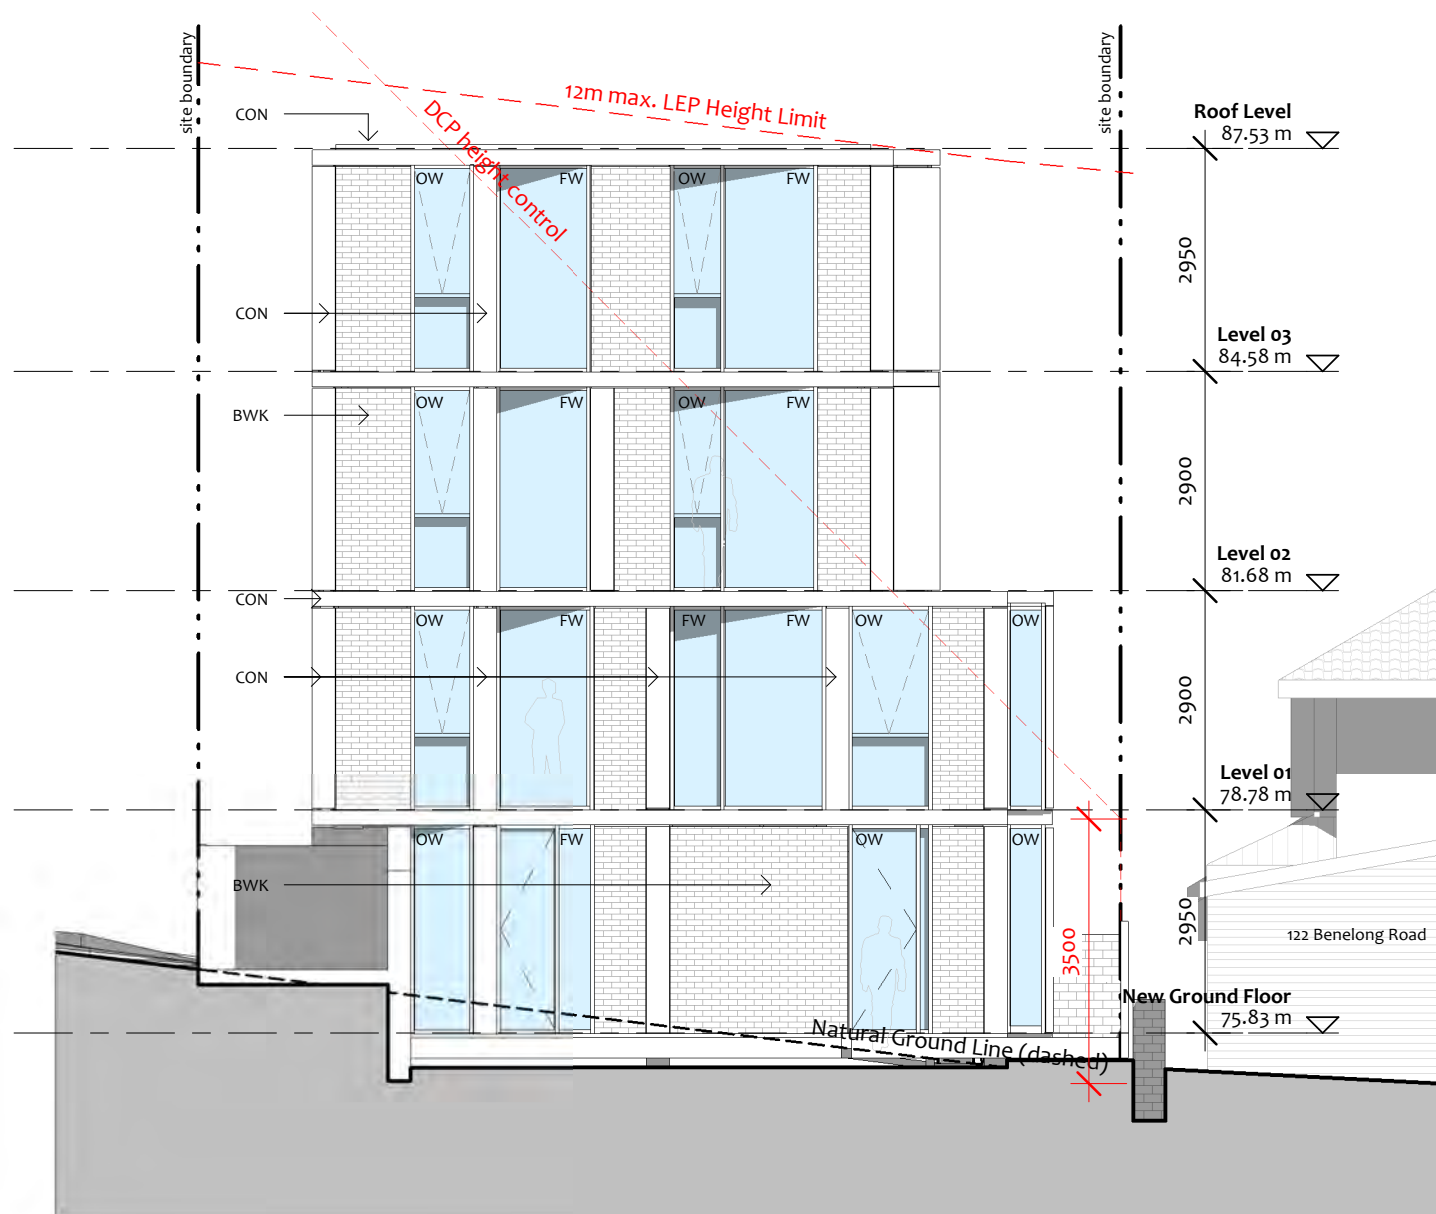 site boundary
site boundary
12m max. LEP Height Limit
DCP height control
CON
Roof Level
87.53 m
OW
FW
OW
FW
2950
CON
Level 03
84.58 m
OW
FW
OW
FW
BWK
2900
Level 02
81.68 m
CON
OW
FW
FW
FW
OW
OW
CON
2900
Level 01
78.78 m
OW
FW
OW
OW
BWK
2950
3500
122 Benelong Road
New Ground Floor
75.83 m
Natural Ground Line (dashed)